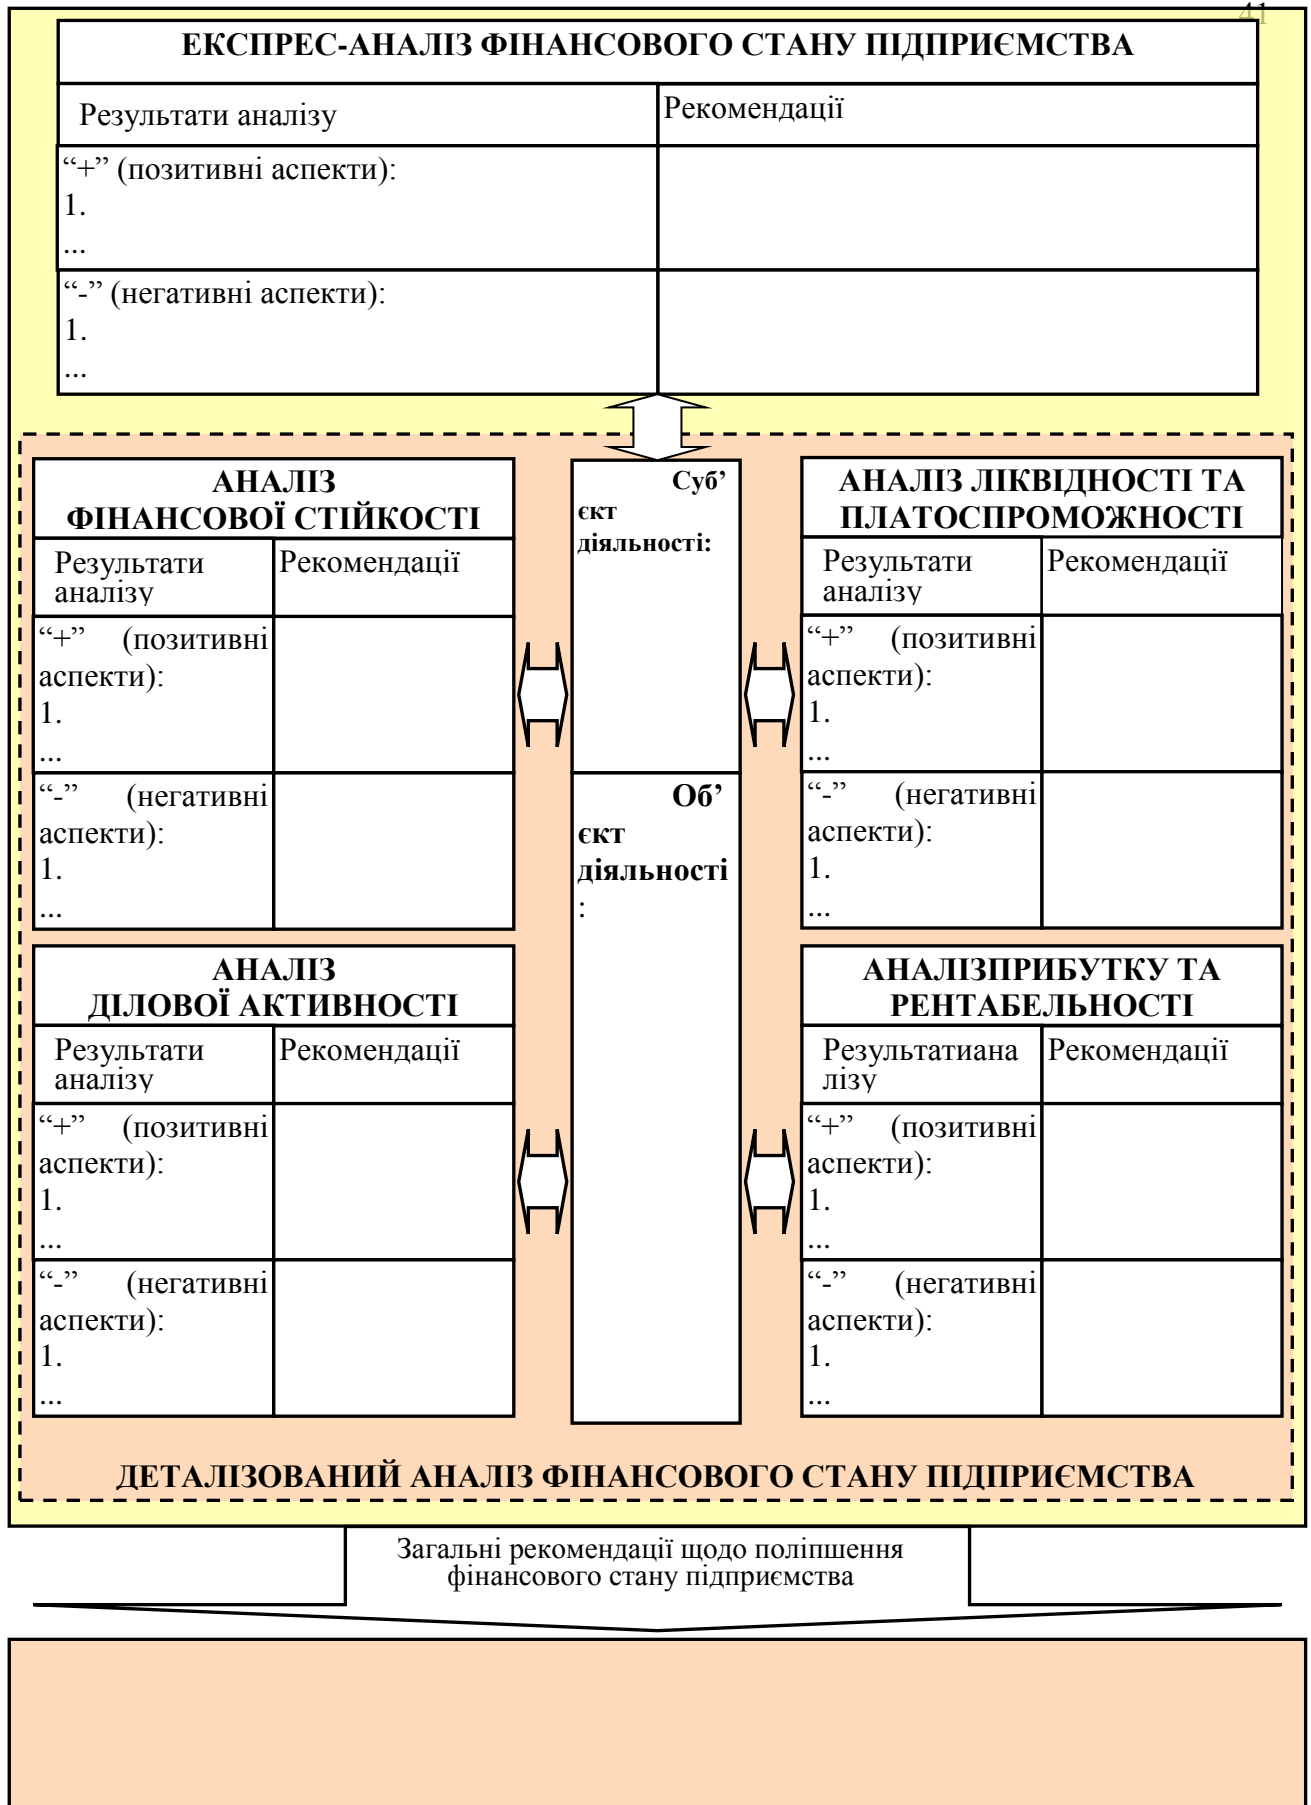 41
ЕКСПРЕС-АНАЛІЗ ФІНАНСОВОГО СТАНУ ПІДПРИЄМСТВА
Результати аналізу
Рекомендації
“+” (позитивні аспекти):
1.
...
“-” (негативні аспекти):
1.
...
АНАЛІЗ
ФІНАНСОВОЇ СТІЙКОСТІ
Результати
аналізу
Рекомендації
“+” (позитивні
аспекти):
1.
...
“-” (негативні
аспекти):
1.
...
Суб’
єкт
діяльності:
Об’
єкт
діяльності
:
АНАЛІЗ ЛІКВІДНОСТІ ТА
ПЛАТОСПРОМОЖНОСТІ
Результати
аналізу
Рекомендації
“+” (позитивні
аспекти):
1.
...
“-” (негативні
аспекти):
1.
...
АНАЛІЗ
ДІЛОВОЇ АКТИВНОСТІ
Результати
аналізу
Рекомендації
“+” (позитивні
аспекти):
1.
...
“-” (негативні
аспекти):
1.
...
АНАЛІЗПРИБУТКУ ТА
РЕНТАБЕЛЬНОСТІ
Результатиана
лізу
Рекомендації
“+” (позитивні
аспекти):
1.
...
“-” (негативні
аспекти):
1.
...
ДЕТАЛІЗОВАНИЙ АНАЛІЗ ФІНАНСОВОГО СТАНУ ПІДПРИЄМСТВА
Загальні рекомендації щодо поліпшення
фінансового стану підприємства